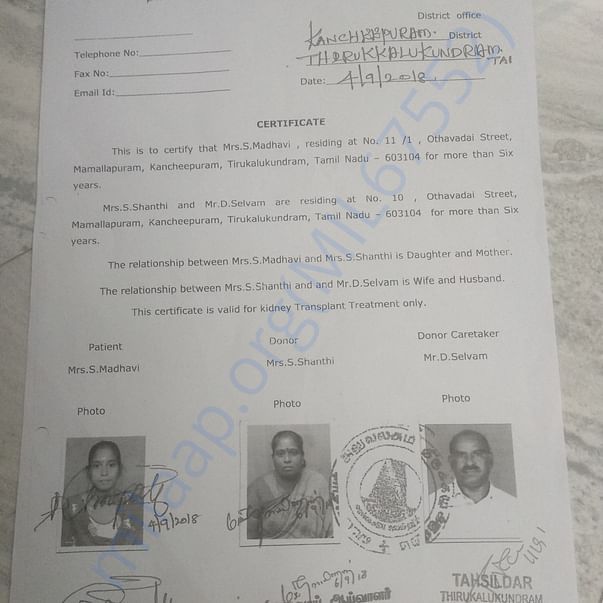 District office
KANCHEEPURAM. District
THIRUKKALUKUNDRAM. TAI
Telephone No:
Fax No:
Email Id:
Date: 4/9/2018.
CERTIFICATE
This is to certify that Mrs.S.Madhavi , residing at No. 11 /1 , Othavadai Street,
Mamallapuram, Kancheepuram, Tirukalukundram, Tamil Nadu – 603104 for more than Six
years.
Mrs.S.Shanthi and Mr.D.Selvam are residing at No. 10 , Othavadai Street,
Mamallapuram, Kancheepuram, Tirukalukundram, Tamil Nadu – 603104 for more than Six
years.
The relationship between Mrs.S.Madhavi and Mrs.S.Shanthi is Daughter and Mother.
The relationship between Mrs.S.Shanthi and and Mr.D.Selvam is Wife and Husband.
This certificate is valid for kidney Transplant Treatment only.
Patient
Donor
Donor Caretaker
Mrs.S.Madhavi
Mrs.S.Shanthi
Mr.D.Selvam
Photo
Photo
Photo
4/9/2018
6/9/18
TAHSILDAR
THIRUKALUKUNDRAM